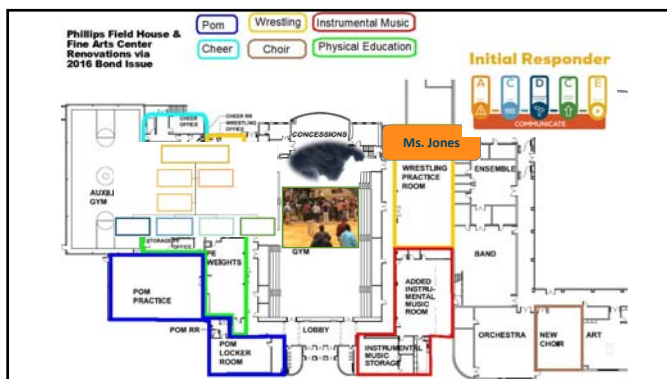 Phillips Field House &
Fine Arts Center
Renovations via
2016 Bond Issue
Pom
Wrestling
Instrumental Music
Cheer
Choir
Physical Education
Initial Responder
A C D C E
COMMUNICATE
CHEER RR
WRESTLING
OFFICE
CHEER
OFFICE
CONCESSIONS
Ms. Jones
WRESTLING
PRACTICE
ROOM
ENSEMBLE
AUXILI
GYM
STORAGE
OFFICE
PE
WEIGHTS
GYM
BAND
POM
PRACTICE
ADDED
INSTRU-
MENTAL
MUSIC
ROOM
POM RR
LOBBY
POM
LOCKER
ROOM
INSTRUMENTAL
MUSIC
STORAGE
ORCHESTRA
NEW
CHOIR
ART